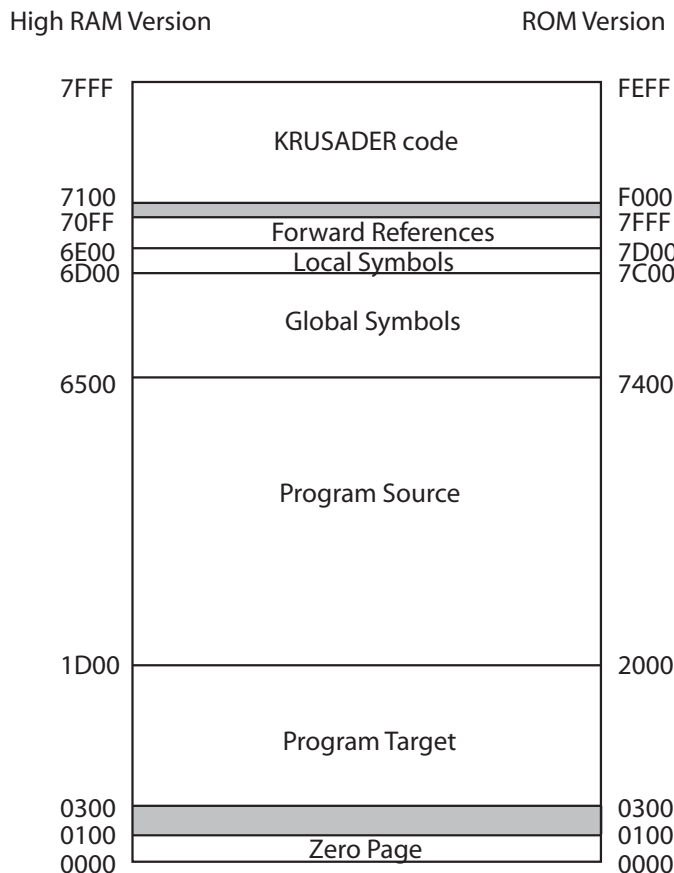 High RAM Version ROM Version
7FFF FEFF
KRUSADER code
7100 F000
70FF 7FFF
Forward References
6E00 7D00
Local Symbols
6D00 7C00
Global Symbols
6500 7400
Program Source
1D00 2000
Program Target
0300 0300
0100 0100
Zero Page
0000 0000